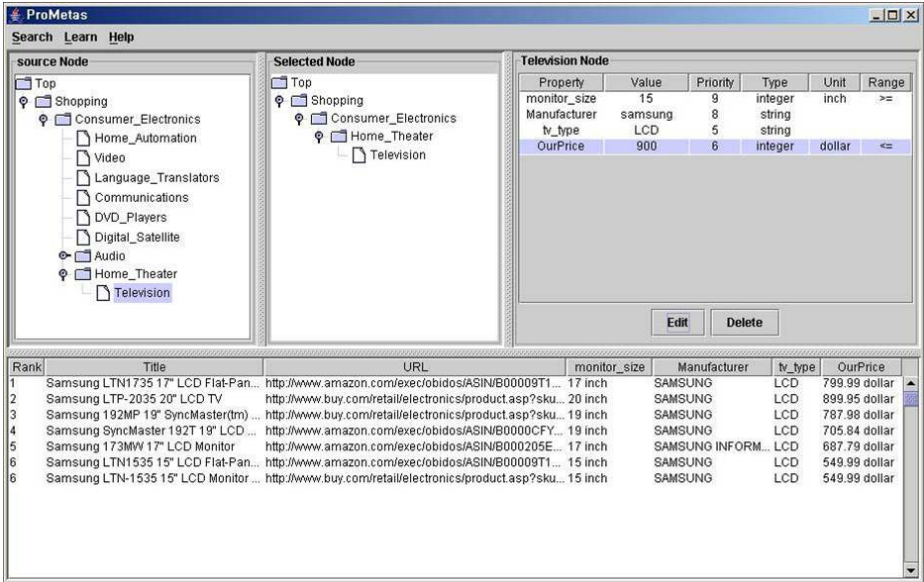 ProMetas
Search Learn Help
source Node
Top
Shopping
Consumer_Electronics
Home_Automation
Video
Language_Translators
Communications
DVD_Players
Digital_Satellite
Audio
Home_Theater
Television
Selected Node
Top
Shopping
Consumer_Electronics
Home_Theater
Television
Television Node
Property Value Priority Type Unit Range
monitor_size 15 9 integer inch >=
Manufacturer samsung 8 string
tv_type LCD 5 string
OurPrice 900 6 integer dollar <=
Edit Delete
Rank Title URL monitor_size Manufacturer tv_type OurPrice
1 Samsung LTN1735 17" LCD Flat-Pan... http://www.amazon.com/exec/obidos/ASIN/B00009T1... 17 inch SAMSUNG LCD 799.99 dollar
2 Samsung LTP-2035 20" LCD TV http://www.buy.com/retail/electronics/product.asp?sku... 20 inch SAMSUNG LCD 899.95 dollar
3 Samsung 192MP 19" SyncMaster(tm) ... http://www.buy.com/retail/electronics/product.asp?sku... 19 inch SAMSUNG LCD 787.98 dollar
4 Samsung SyncMaster 192T 19" LCD ... http://www.amazon.com/exec/obidos/ASIN/B0000CFY... 19 inch SAMSUNG LCD 705.84 dollar
5 Samsung 173MW 17" LCD Monitor http://www.amazon.com/exec/obidos/ASIN/B000205E... 17 inch SAMSUNG INFORM... LCD 687.79 dollar
6 Samsung LTN1535 15" LCD Flat-Pan... http://www.amazon.com/exec/obidos/ASIN/B00009T1... 15 inch SAMSUNG LCD 549.99 dollar
6 Samsung LTN-1535 15" LCD Monitor ... http://www.buy.com/retail/electronics/product.asp?sku... 15 inch SAMSUNG LCD 549.99 dollar